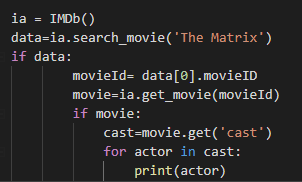 ia = IMDb()
data=ia.search_movie('The Matrix')
if data:
        movieId= data[0].movieID
        movie=ia.get_movie(movieId)
        if movie:
            cast=movie.get('cast')
            for actor in cast:
                print(actor)